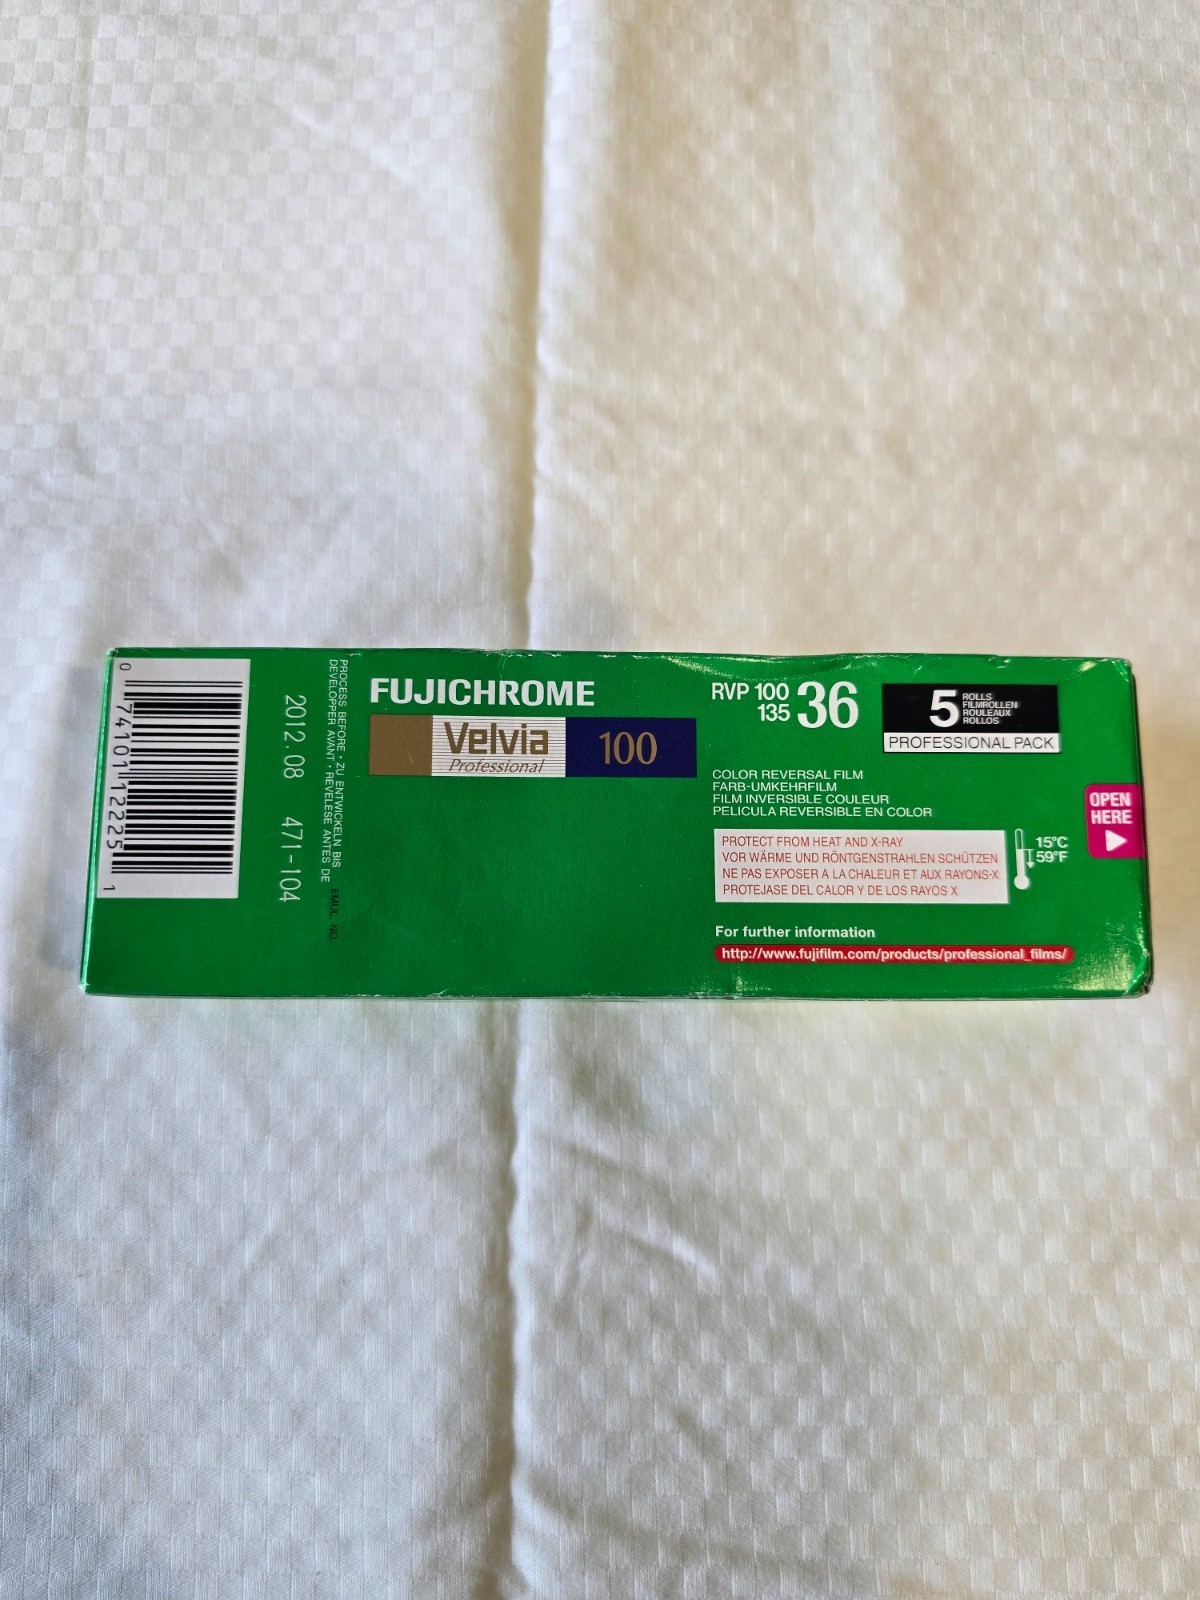 0 74101 12225 1
2012.08 471-104
PROCESS BEFORE • ZU ENTWICKELN BIS
DEVELOPPER AVANT • REVELESE ANTES DE
EMUL. NO.
FUJICHROME
Velvia
Professional
100
RVP 100
135
36
5
ROLLS
FILMROLLEN
ROULEAUX
ROLLOS
PROFESSIONAL PACK
COLOR REVERSAL FILM
FARB-UMKEHRFILM
FILM INVERSIBLE COULEUR
PELICULA REVERSIBLE EN COLOR
PROTECT FROM HEAT AND X-RAY
VOR WÄRME UND RÖNTGENSTRAHLEN SCHÜTZEN
NE PAS EXPOSER A LA CHALEUR ET AUX RAYONS-X
PROTEJASE DEL CALOR Y DE LOS RAYOS X
15°C
59°F
OPEN
HERE
For further information
http://www.fujifilm.com/products/professional_films/